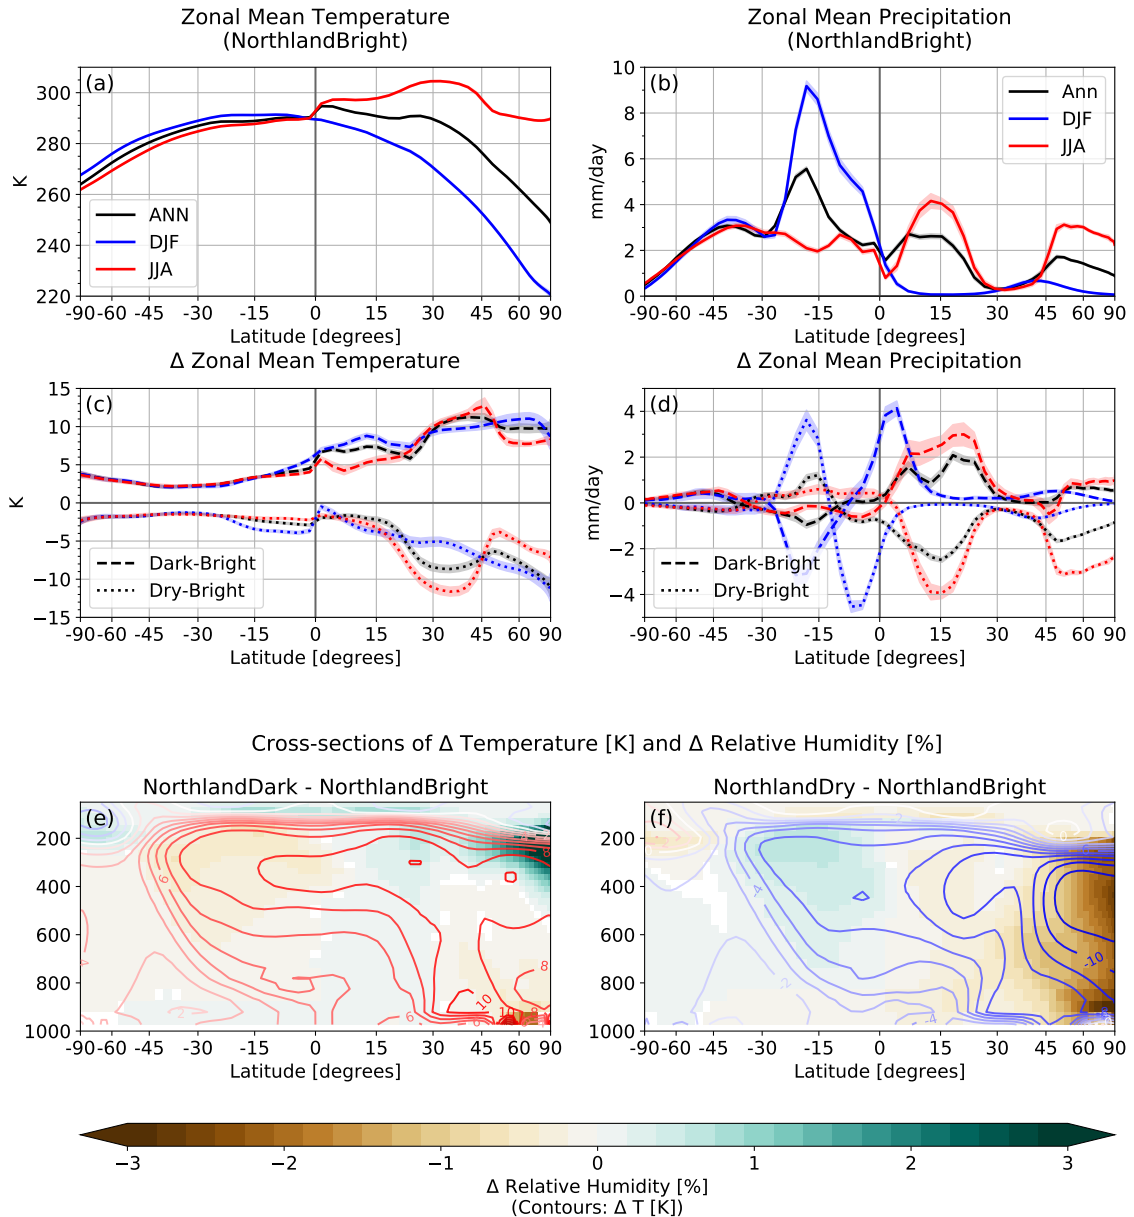 Zonal Mean Temperature
(NorthlandBright)
Zonal Mean Precipitation
(NorthlandBright)
(a)
300
280
260
240
220
K
ANN
DJF
JJA
-90 -60 -45 -30 -15 0 15 30 45 60 90
Latitude [degrees]
(b)
10
8
6
4
2
0
mm/day
Ann
DJF
JJA
-90 -60 -45 -30 -15 0 15 30 45 60 90
Latitude [degrees]
Δ Zonal Mean Temperature
Δ Zonal Mean Precipitation
(c)
15
10
5
0
−5
−10
−15
K
Dark-Bright
Dry-Bright
-90 -60 -45 -30 -15 0 15 30 45 60 90
Latitude [degrees]
(d)
4
2
0
−2
−4
mm/day
Dark-Bright
Dry-Bright
-90 -60 -45 -30 -15 0 15 30 45 60 90
Latitude [degrees]
Cross-sections of Δ Temperature [K] and Δ Relative Humidity [%]
NorthlandDark - NorthlandBright
NorthlandDry - NorthlandBright
(e)
200
400
600
800
1000
6
4
2
8
10
6
10
-90 -60 -45 -30 -15 0 15 30 45 60 90
Latitude [degrees]
(f)
200
400
600
800
1000
-4
-2
-4
-10
-90 -60 -45 -30 -15 0 15 30 45 60 90
Latitude [degrees]
−3 −2 −1 0 1 2 3
Δ Relative Humidity [%]
(Contours: Δ T [K])